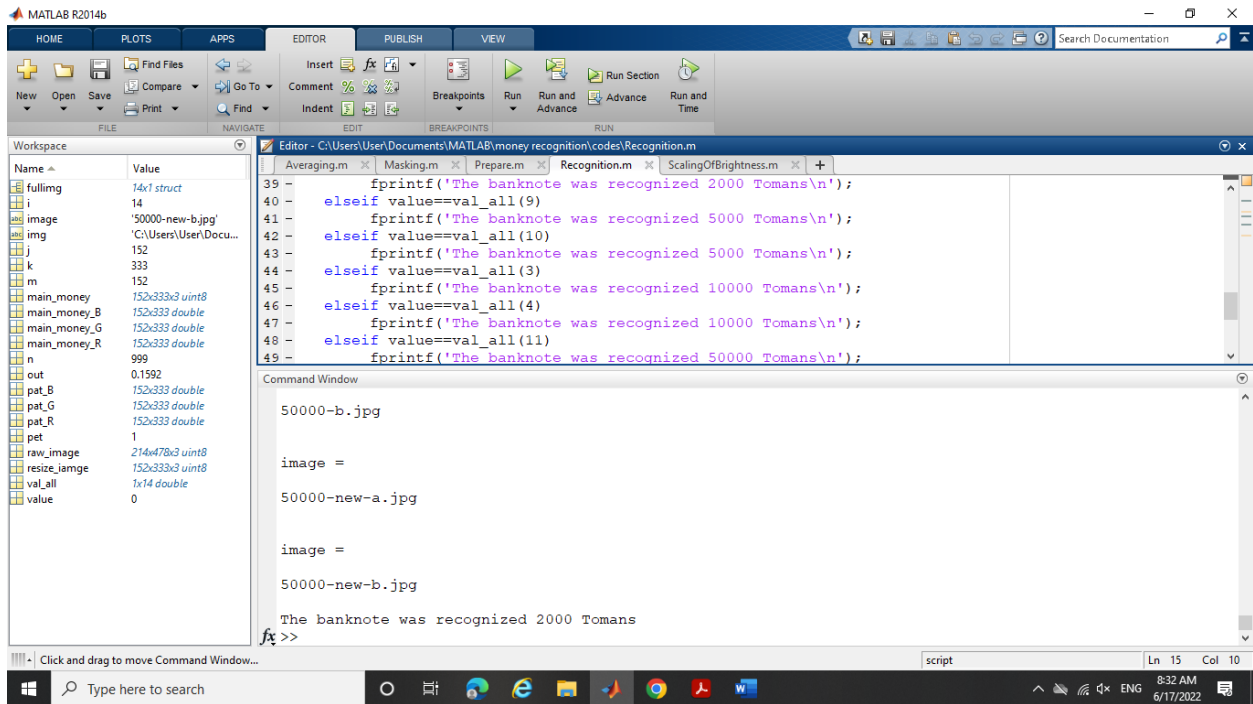 MATLAB R2014b
HOME PLOTS APPS EDITOR PUBLISH VIEW Search Documentation
New Open Save Find Files Compare Print
Go To Find
Insert fx Comment Indent
Breakpoints Run Run and Advance Run Section Advance Run and Time
FILE NAVIGATE EDIT BREAKPOINTS RUN
Workspace
Name Value
fullimg 14x1 struct
i 14
image '50000-new-b.jpg'
img 'C:\Users\User\Docu...
j 152
k 333
m 152
main_money 152x333x3 uint8
main_money_B 152x333 double
main_money_G 152x333 double
main_money_R 152x333 double
n 999
out 0.1592
pat_B 152x333 double
pat_G 152x333 double
pat_R 152x333 double
pet 1
raw_image 214x478x3 uint8
resize_iamge 152x333x3 uint8
val_all 1x14 double
value 0
Editor - C:\Users\User\Documents\MATLAB\money recognition\codes\Recognition.m
Averaging.m Masking.m Prepare.m Recognition.m ScalingOfBrightness.m +
39 - fprintf('The banknote was recognized 2000 Tomans\n');
40 - elseif value==val_all(9)
41 - fprintf('The banknote was recognized 5000 Tomans\n');
42 - elseif value==val_all(10)
43 - fprintf('The banknote was recognized 5000 Tomans\n');
44 - elseif value==val_all(3)
45 - fprintf('The banknote was recognized 10000 Tomans\n');
46 - elseif value==val_all(4)
47 - fprintf('The banknote was recognized 10000 Tomans\n');
48 - elseif value==val_all(11)
49 - fprintf('The banknote was recognized 50000 Tomans\n');
Command Window
50000-b.jpg
image =
50000-new-a.jpg
image =
50000-new-b.jpg
The banknote was recognized 2000 Tomans
fx >>
Click and drag to move Command Window... script Ln 15 Col 10
Type here to search ENG 8:32 AM
6/17/2022